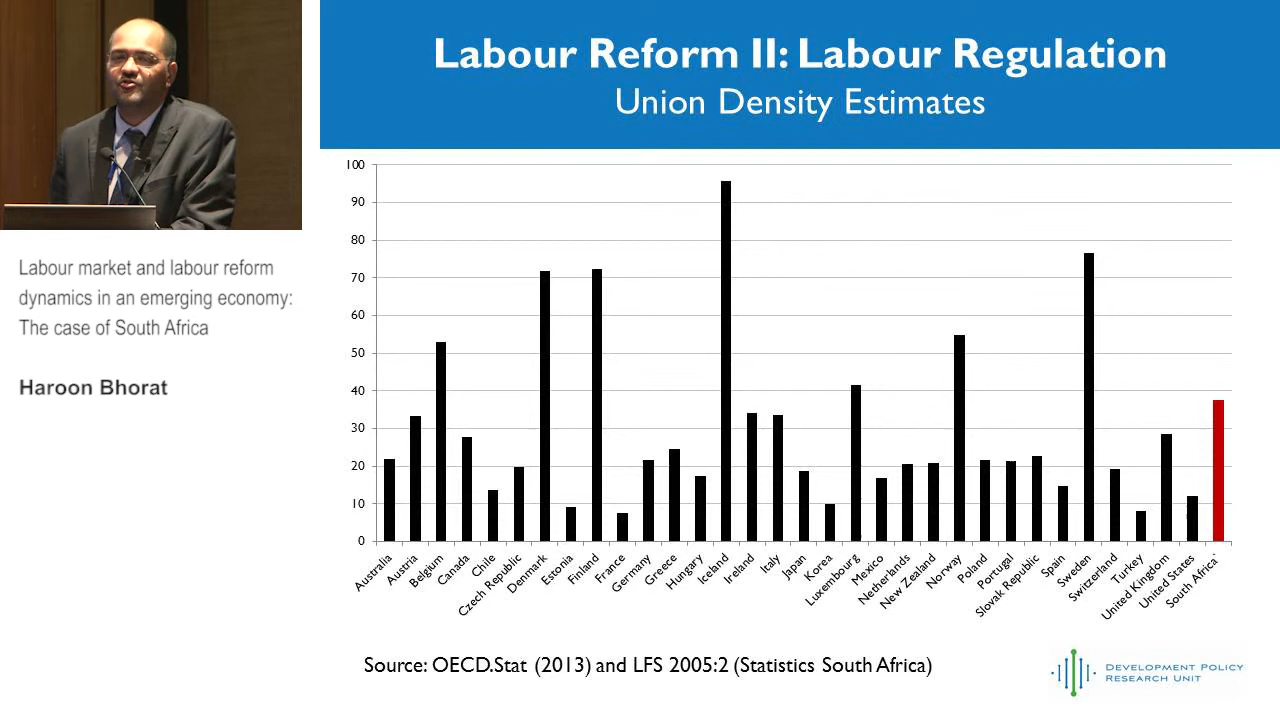 Labour Reform II: Labour Regulation
Union Density Estimates
Labour market and labour reform
dynamics in an emerging economy:
The case of South Africa
Haroon Bhorat
100
90
80
70
60
50
40
30
20
10
0
Australia
Austria
Belgium
Canada
Chile
Czech Republic
Denmark
Estonia
Finland
France
Germany
Greece
Hungary
Iceland
Ireland
Italy
Japan
Korea
Luxembourg
Mexico
Netherlands
New Zealand
Norway
Poland
Portugal
Slovak Republic
Spain
Sweden
Switzerland
Turkey
United Kingdom
United States
South Africa
Source: OECD.Stat (2013) and LFS 2005:2 (Statistics South Africa)
DEVELOPMENT POLICY
RESEARCH UNIT